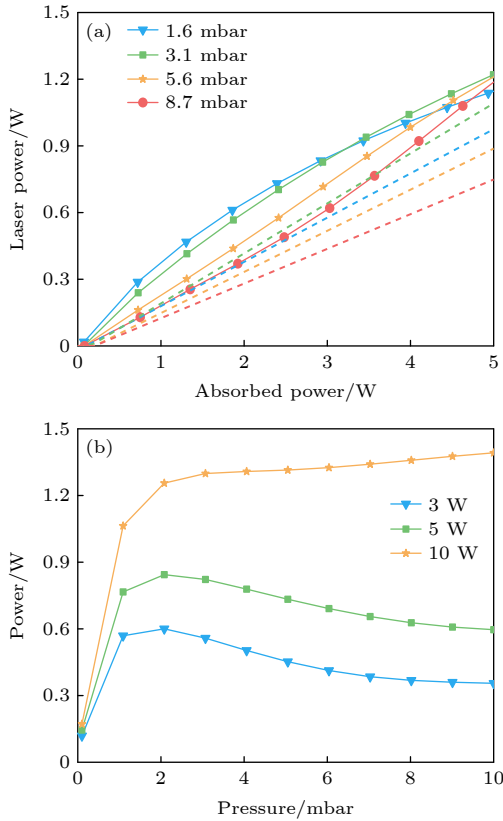 (a)
1.6 mbar
3.1 mbar
5.6 mbar
8.7 mbar
Laser power/W
1.5
1.2
0.9
0.6
0.3
0
0 1 2 3 4 5
Absorbed power/W
(b)
3 W
5 W
10 W
Power/W
1.5
1.2
0.9
0.6
0.3
0
0 2 4 6 8 10
Pressure/mbar